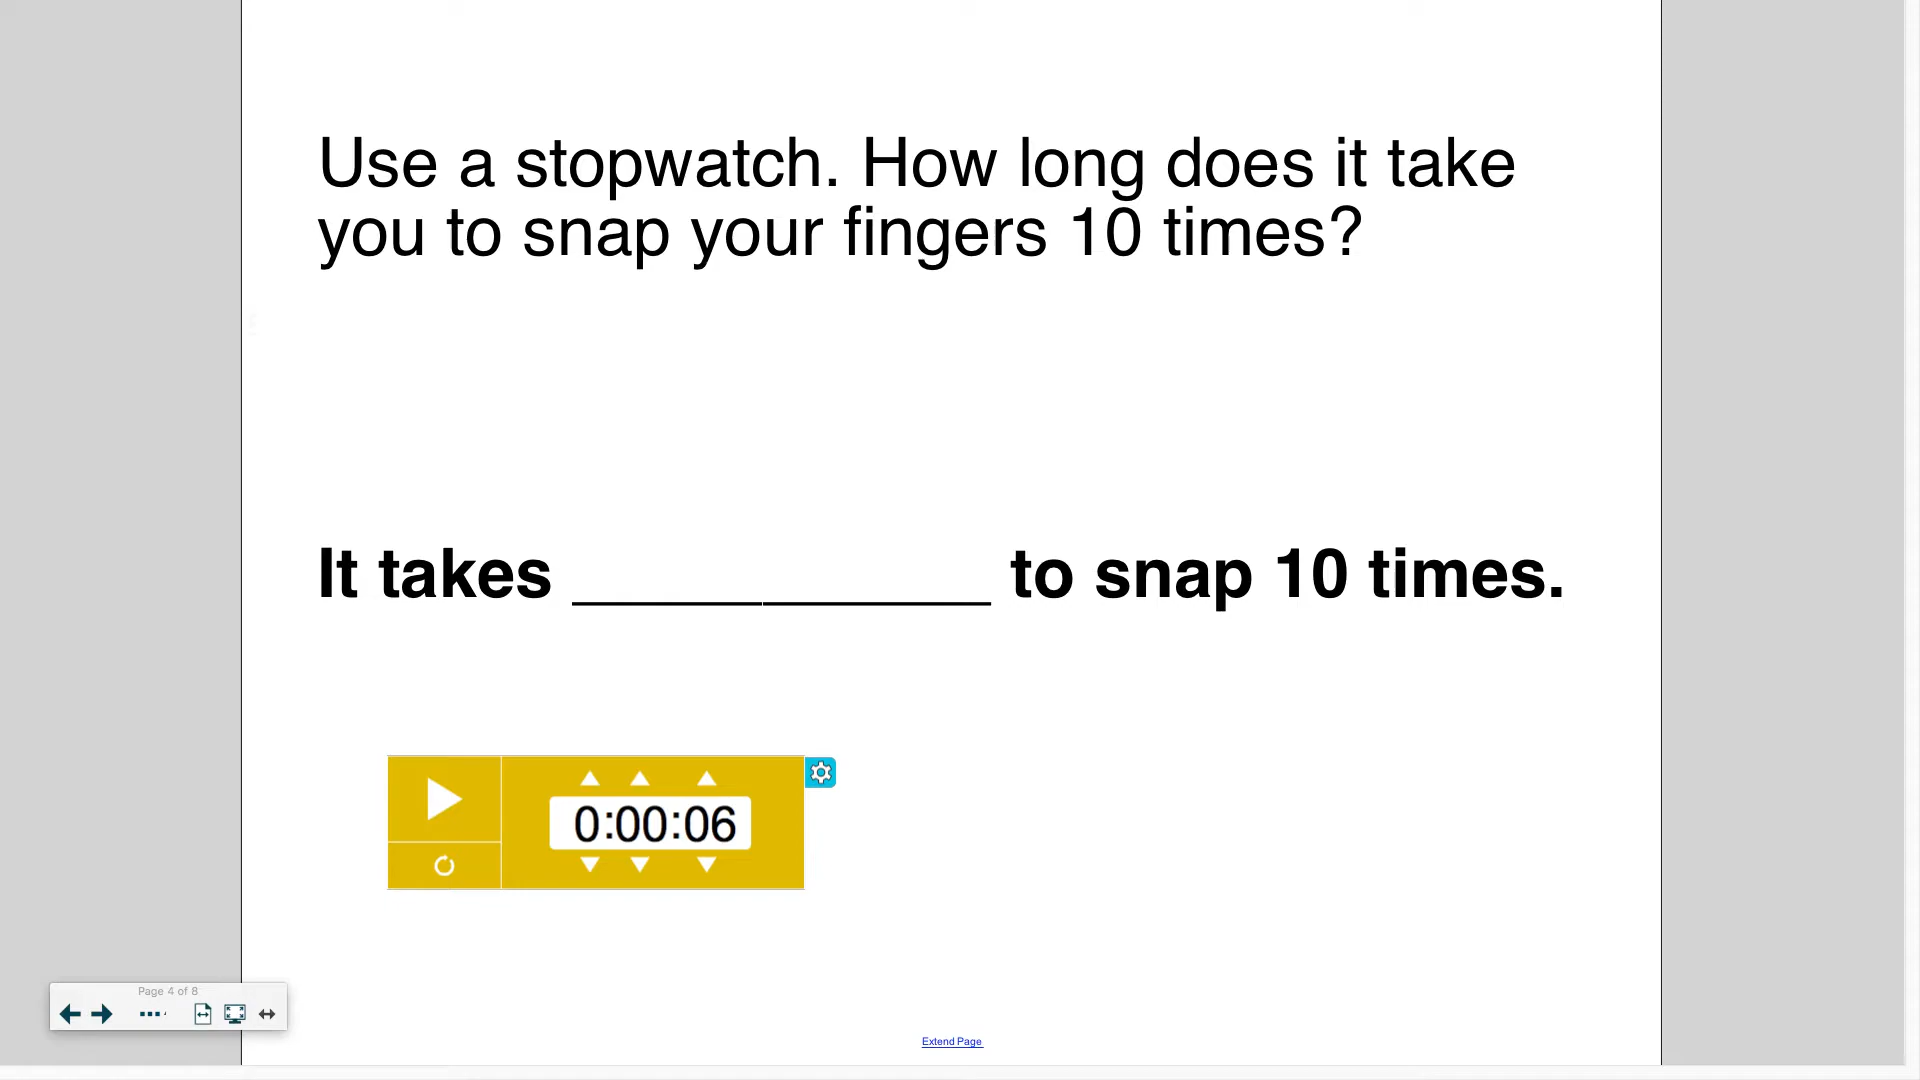 Use a stopwatch. How long does it take
you to snap your fingers 10 times?
It takes ___________ to snap 10 times.
0:00:06
Page 4 of 8
Extend Page